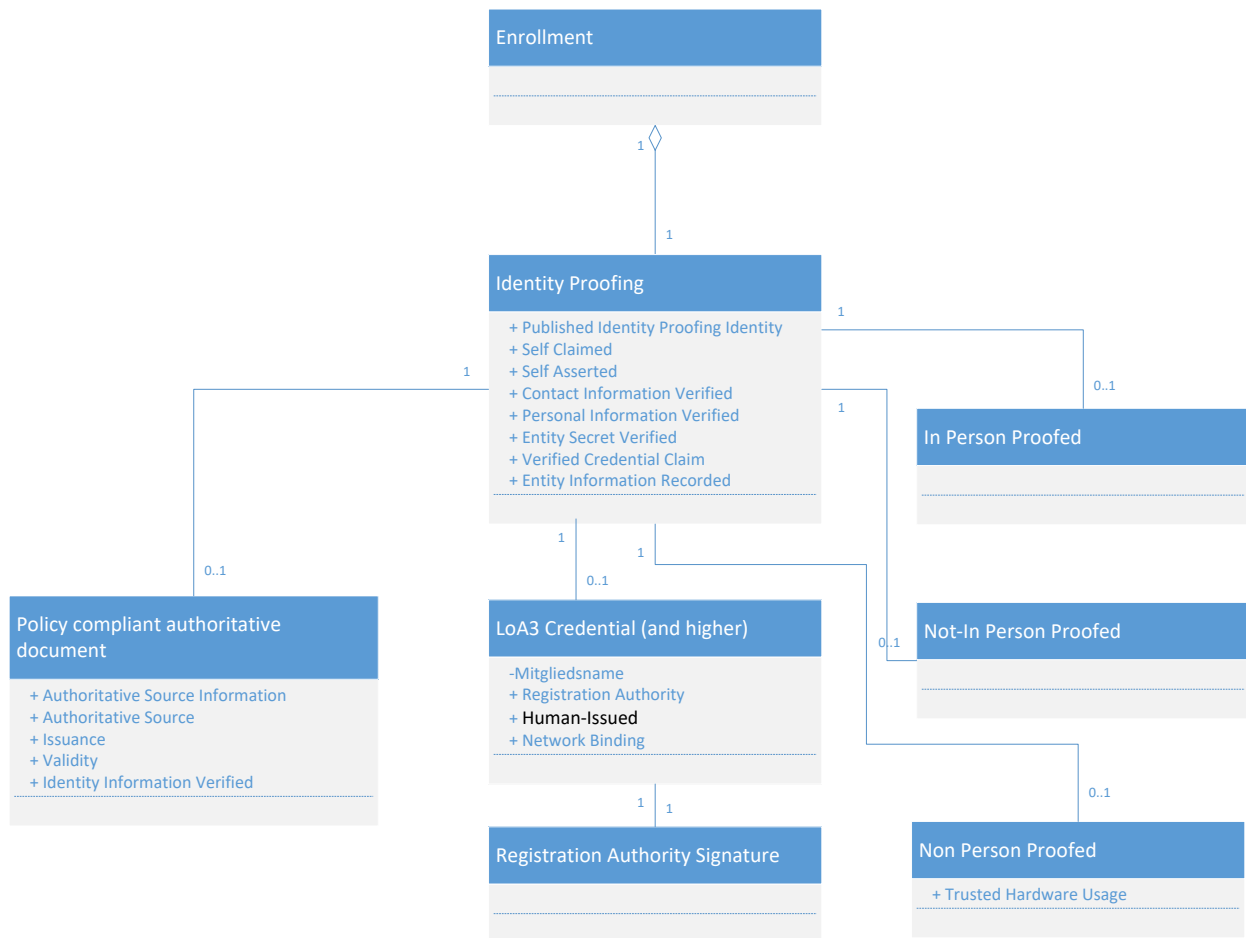 Enrollment
1
1
Identity Proofing
+ Published Identity Proofing Identity
+ Self Claimed
+ Self Asserted
+ Contact Information Verified
+ Personal Information Verified
+ Entity Secret Verified
+ Verified Credential Claim
+ Entity Information Recorded
1
1
1
0..1
In Person Proofed
1
1
0..1
0..1
Policy compliant authoritative
document
+ Authoritative Source Information
+ Authoritative Source
+ Issuance
+ Validity
+ Identity Information Verified
LoA3 Credential (and higher)
-Mitgliedsname
+ Registration Authority
+ Human-Issued
+ Network Binding
0..1
Not-In Person Proofed
1
1
Registration Authority Signature
0..1
Non Person Proofed
+ Trusted Hardware Usage